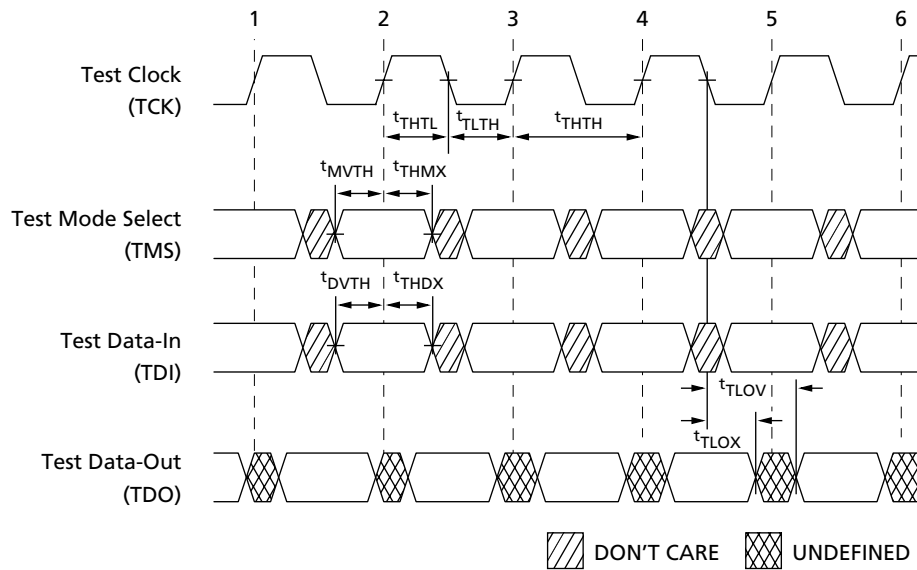 1 2 3 4 5 6
Test Clock
(TCK)
tTHTL tTLTH tTHTH
tMVTH tTHMX
Test Mode Select
(TMS)
tDVTH tTHDX
Test Data-In
(TDI)
tTLOV
tTLOX
Test Data-Out
(TDO)
DON'T CARE UNDEFINED